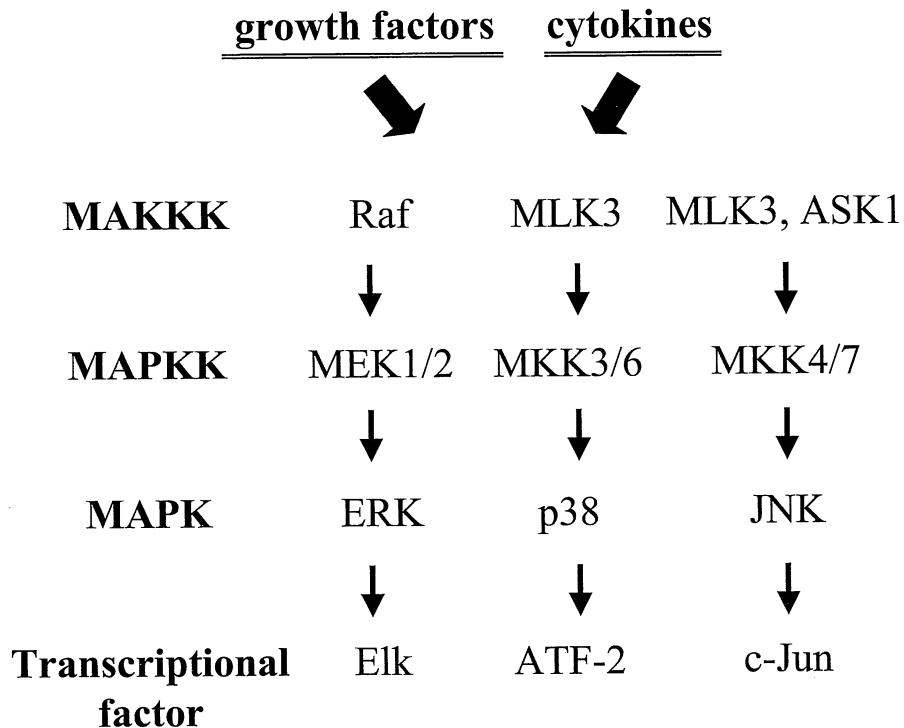 growth factors cytokines
MAKKK Raf MLK3 MLK3, ASK1
MAPKK MEK1/2 MKK3/6 MKK4/7
MAPK ERK p38 JNK
Transcriptional Elk ATF-2 c-Jun
factor